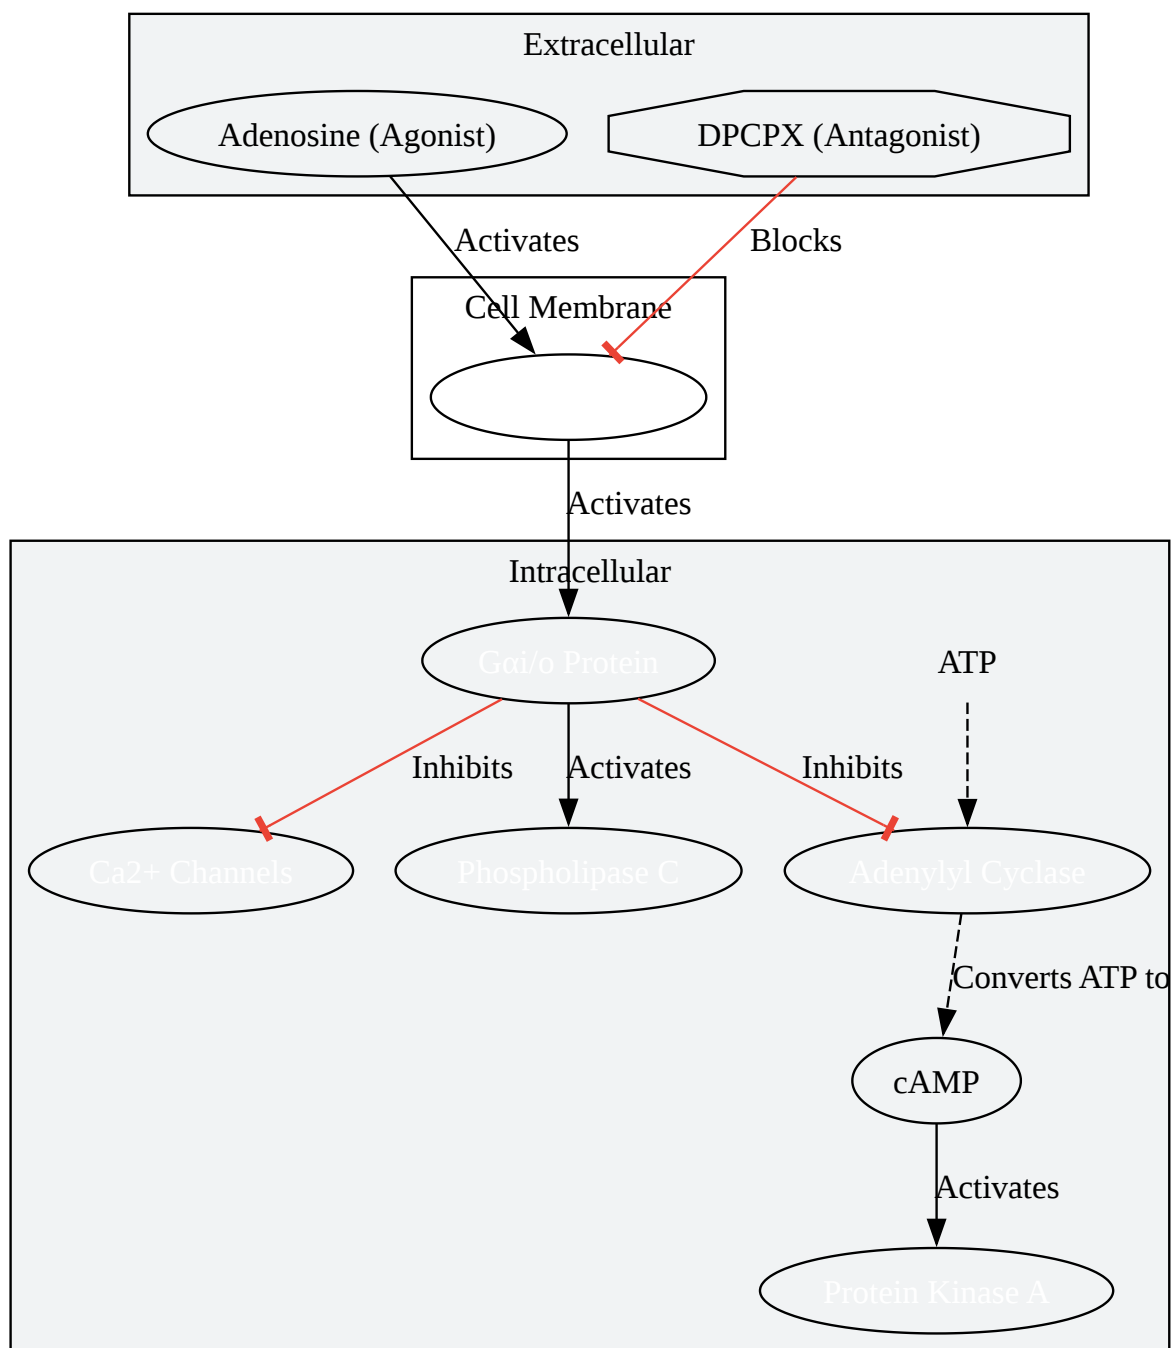 Extracellular
Adenosine (Agonist)
DPCPX (Antagonist)
Activates
Blocks
Cell Membrane
Activates
Intracellular
Gαi/o Protein
ATP
Inhibits
Activates
Inhibits
Ca2+ Channels
Phospholipase C
Adenylyl Cyclase
Converts ATP to
cAMP
Activates
Protein Kinase A